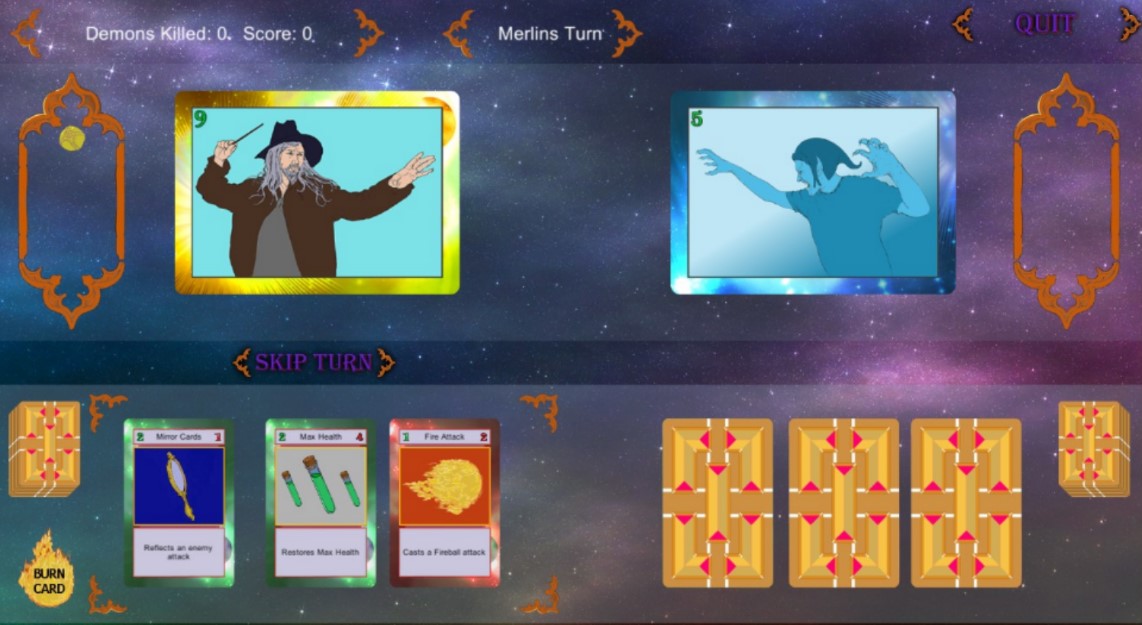 Demons Killed: 0. Score: 0
Merlins Turn
QUIT
9
5
SKIP TURN
2 Mirror Cards 1
Reflects an enemy
attack
2 Max Health 4
Restores Max Health
1 Fire Attack 2
Casts a Fireball attack
BURN
CARD